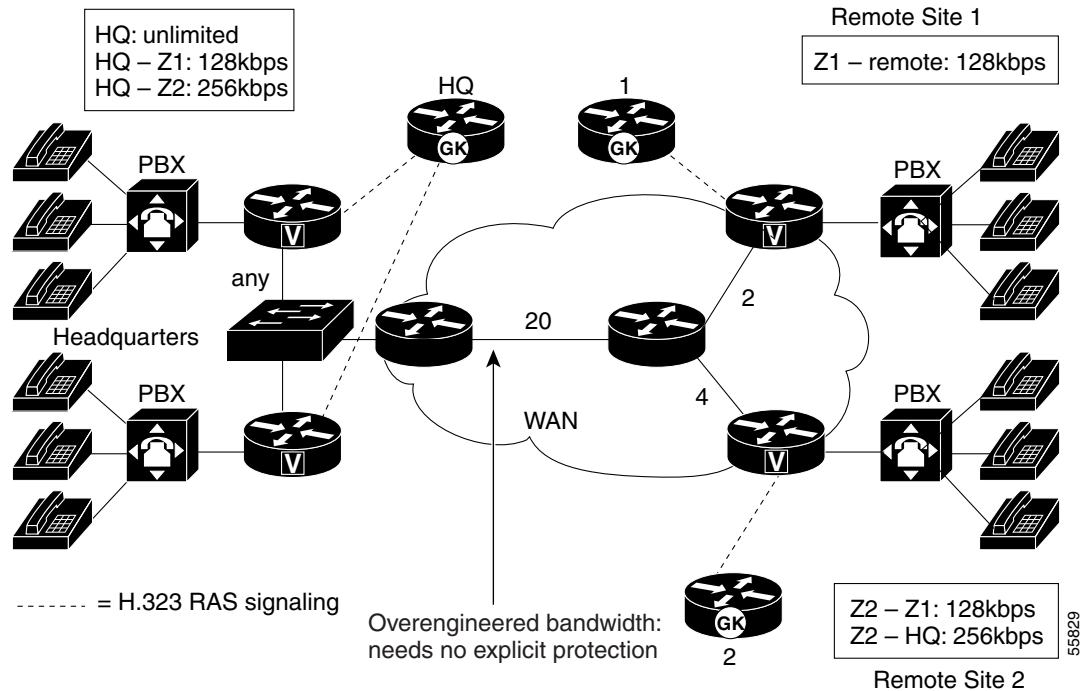 HQ: unlimited
HQ – Z1: 128kbps
HQ – Z2: 256kbps
Remote Site 1
Z1 – remote: 128kbps
HQ
1
GK
GK
PBX
PBX
V
V
any
2
20
Headquarters
PBX
PBX
4
WAN
V
V
= H.323 RAS signaling
Overengineered bandwidth:
needs no explicit protection
GK
2
Z2 – Z1: 128kbps
Z2 – HQ: 256kbps
Remote Site 2
55829